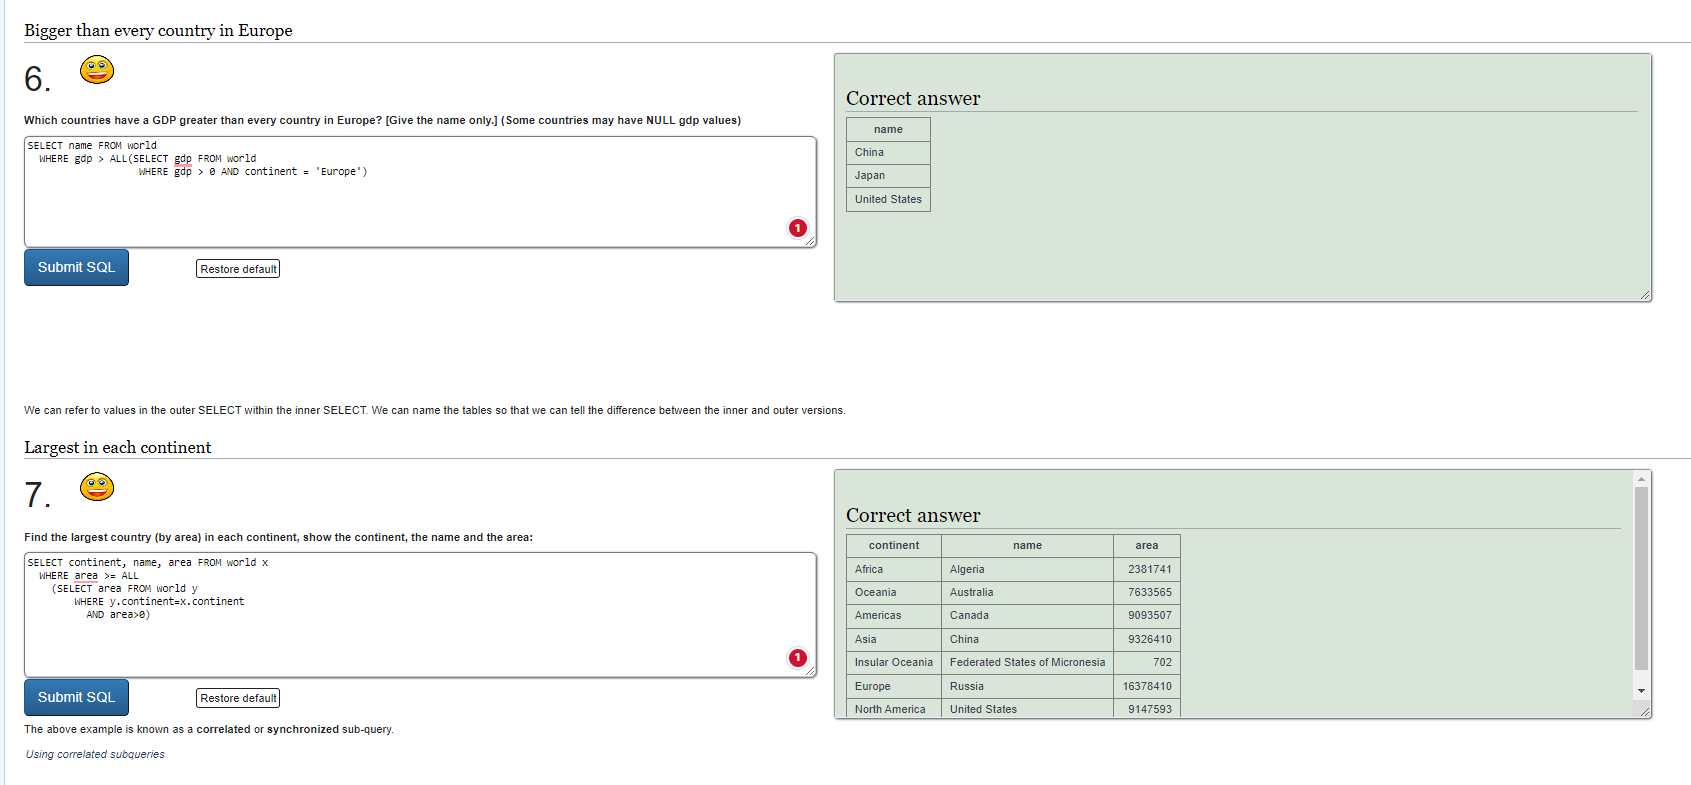 Bigger than every country in Europe
6.
Which countries have a GDP greater than every country in Europe? [Give the name only.] (Some countries may have NULL gdp values)
SELECT name FROM world
WHERE gdp > ALL(SELECT gdp FROM world
WHERE gdp > 0 AND continent = 'Europe')
1
Submit SQL
Restore default
Correct answer
name
China
Japan
United States
We can refer to values in the outer SELECT within the inner SELECT. We can name the tables so that we can tell the difference between the inner and outer versions.
Largest in each continent
7.
Find the largest country (by area) in each continent, show the continent, the name and the area:
SELECT continent, name, area FROM world x
WHERE area >= ALL
(SELECT area FROM world y
WHERE y.continent=x.continent
AND area>0)
1
Submit SQL
Restore default
Correct answer
continent name area
Africa Algeria 2381741
Oceania Australia 7633565
Americas Canada 9093507
Asia China 9326410
Insular Oceania Federated States of Micronesia 702
Europe Russia 16378410
North America United States 9147593
The above example is known as a correlated or synchronized sub-query.
Using correlated subqueries